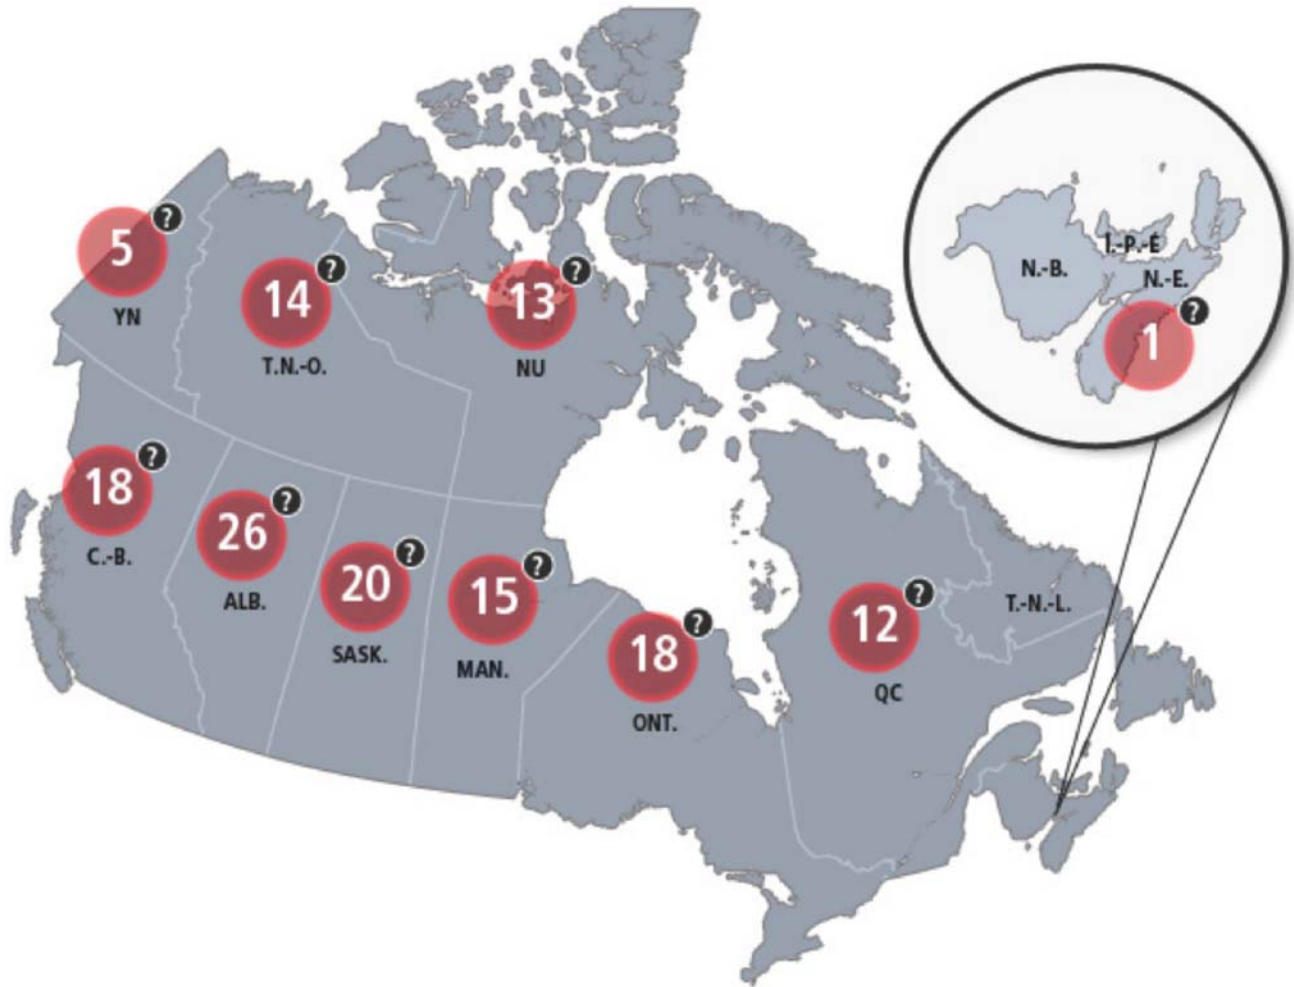 5 ?
YN
14 ?
T.N.-O.
13 ?
NU
Î.-P.-É
N.-B.
N.-E.
1 ?
18 ?
C.-B.
26 ?
ALB.
20 ?
SASK.
15 ?
MAN.
18 ?
ONT.
12 ?
QC
T.-N.-L.